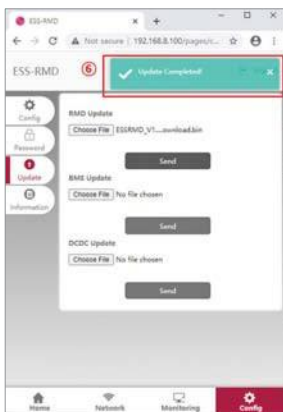 ESS-RMD
Not secure | 192.168.8.100/pages/c...
ESS-RMD
⑥
Update Completed!
Config
Password
Update
Information
RMD Update
Choose File ESSRMD_V1....ownload.bin
Send
BME Update
Choose File No file chosen
Send
DCDC Update
Choose File No file chosen
Send
Home
Network
Monitoring
Config